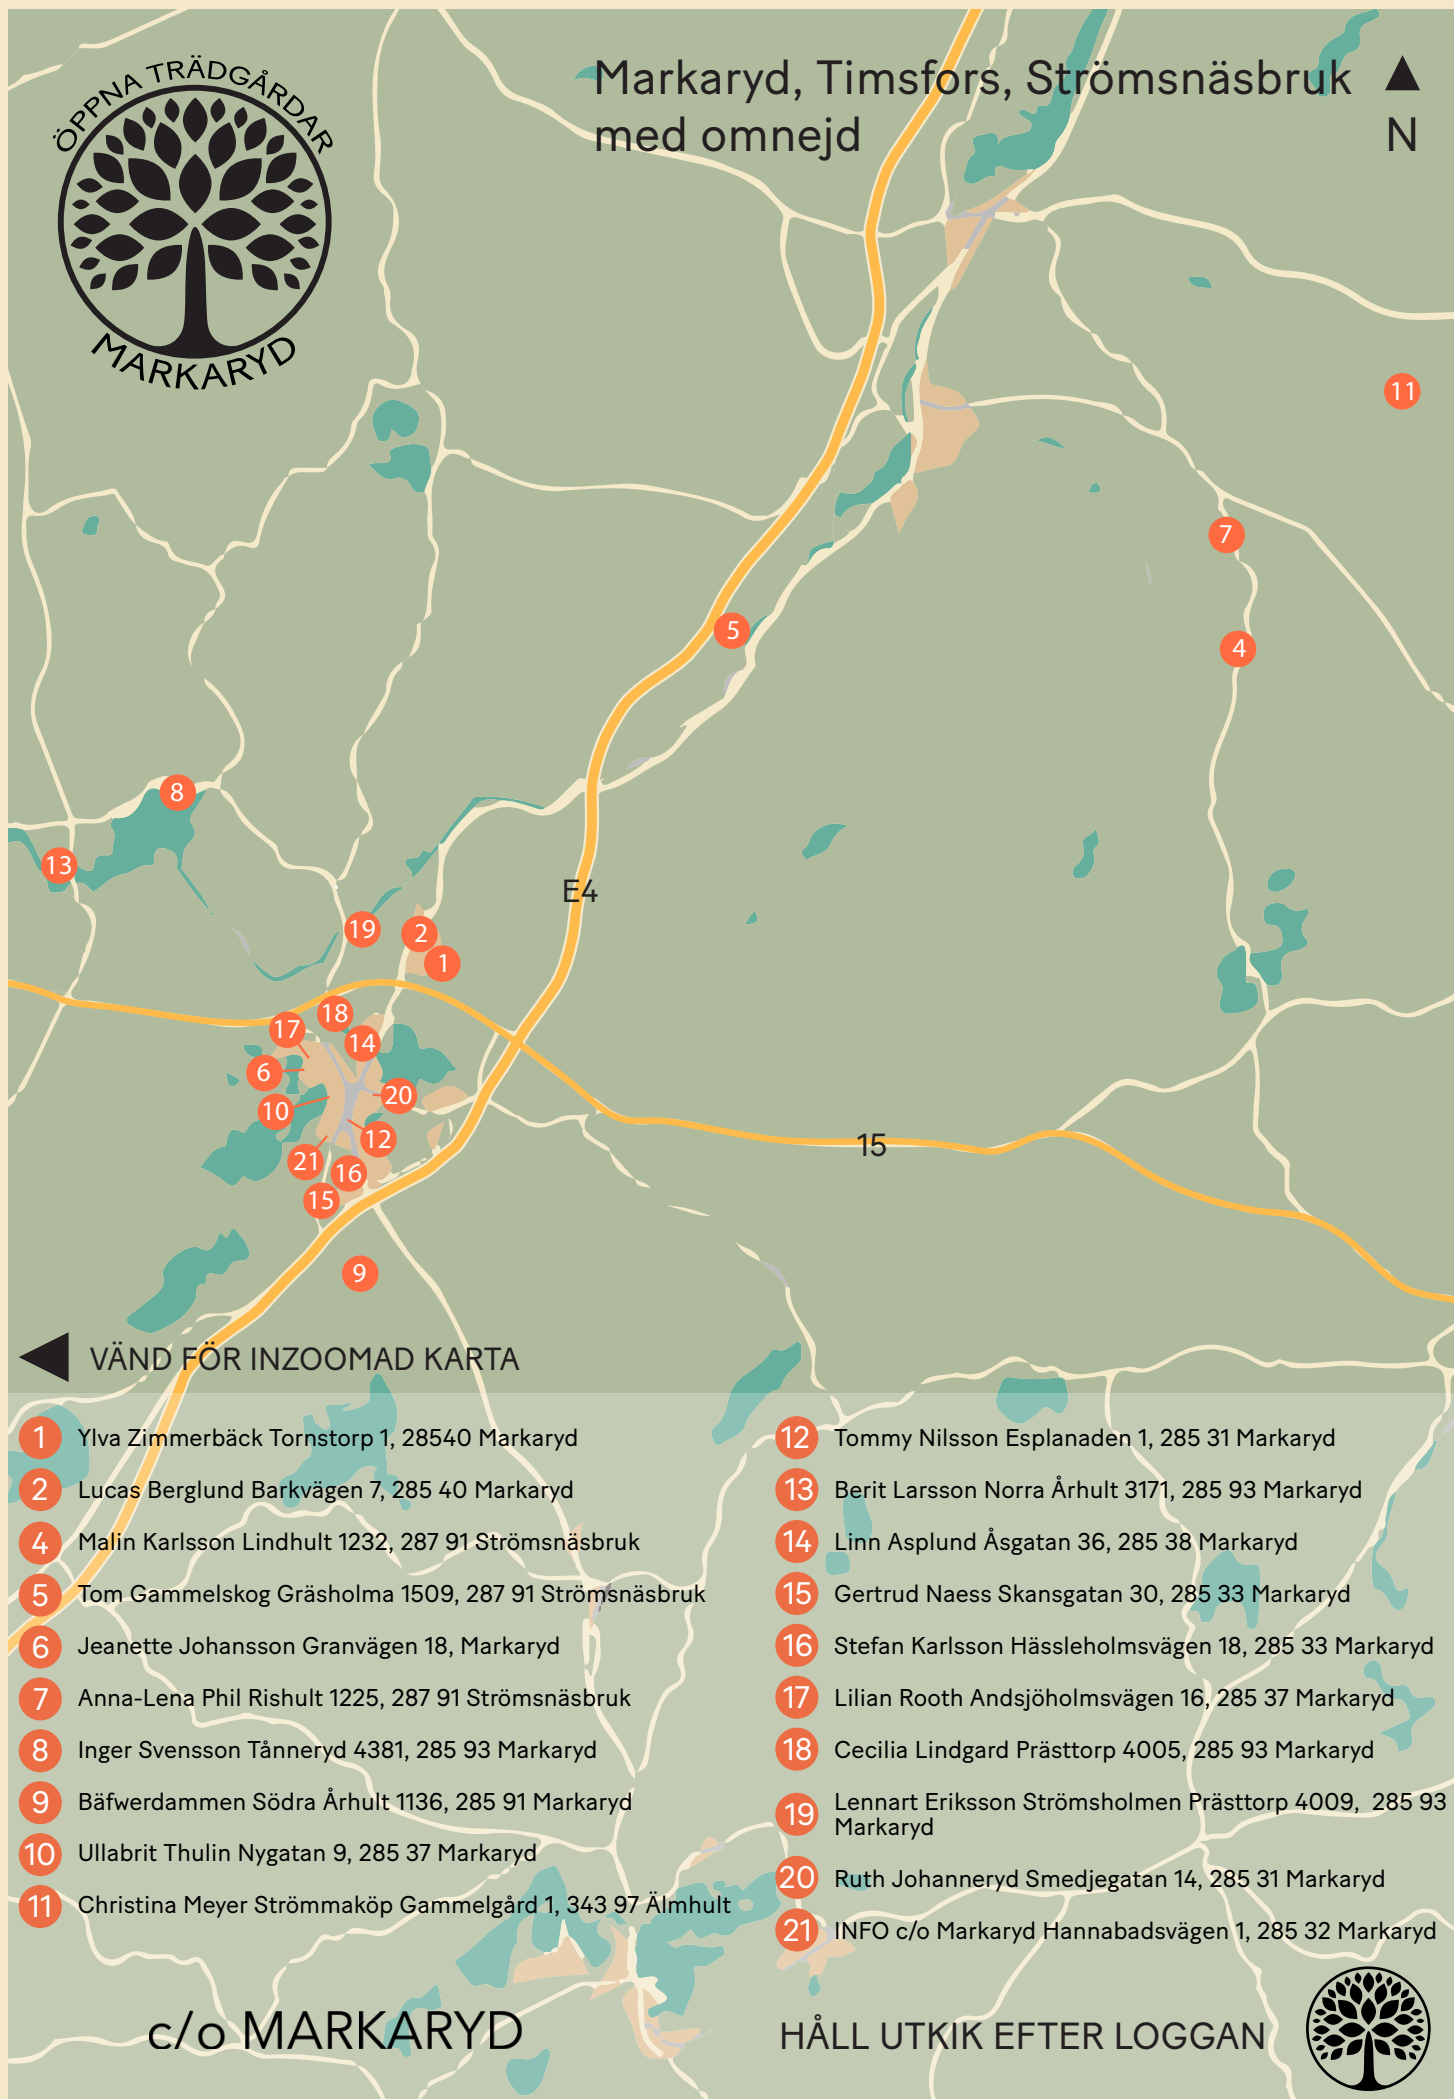 ÖPPNA TRÄDGÅRDAR
MARKARYD
Markaryd, Timsfors, Strömsnäsbruk
med omnejd
N
11
7
5
4
8
13
E4
19
2
1
18
17
14
6
20
10
12
15
21
16
15
9
VÄND FÖR INZOOMAD KARTA
1 Ylva Zimmerbäck Tornstorp 1, 28540 Markaryd
2 Lucas Berglund Barkvägen 7, 285 40 Markaryd
4 Malin Karlsson Lindhult 1232, 287 91 Strömsnäsbruk
5 Tom Gammelskog Gräsholma 1509, 287 91 Strömsnäsbruk
6 Jeanette Johansson Granvägen 18, Markaryd
7 Anna-Lena Phil Rishult 1225, 287 91 Strömsnäsbruk
8 Inger Svensson Tånneryd 4381, 285 93 Markaryd
9 Bäfwerdammen Södra Århult 1136, 285 91 Markaryd
10 Ullabrit Thulin Nygatan 9, 285 37 Markaryd
11 Christina Meyer Strömmaköp Gammelgård 1, 343 97 Älmhult
12 Tommy Nilsson Esplanaden 1, 285 31 Markaryd
13 Berit Larsson Norra Århult 3171, 285 93 Markaryd
14 Linn Asplund Åsgatan 36, 285 38 Markaryd
15 Gertrud Naess Skansgatan 30, 285 33 Markaryd
16 Stefan Karlsson Hässleholmsvägen 18, 285 33 Markaryd
17 Lilian Rooth Andsjöholmsvägen 16, 285 37 Markaryd
18 Cecilia Lindgard Prästtorp 4005, 285 93 Markaryd
19 Lennart Eriksson Strömsholmen Prästtorp 4009, 285 93
Markaryd
20 Ruth Johanneryd Smedjegatan 14, 285 31 Markaryd
21 INFO c/o Markaryd Hannabadsvägen 1, 285 32 Markaryd
c/o MARKARYD
HÅLL UTKIK EFTER LOGGAN